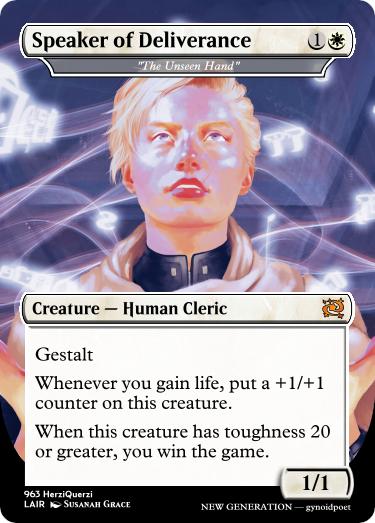 Speaker of Deliverance 1
"The Unseen Hand"
Creature — Human Cleric
Gestalt
Whenever you gain life, put a +1/+1
counter on this creature.
When this creature has toughness 20
or greater, you win the game.
1/1
963 HerziQuerzi
LAIR Susanah Grace
NEW GENERATION — gynoidpoet